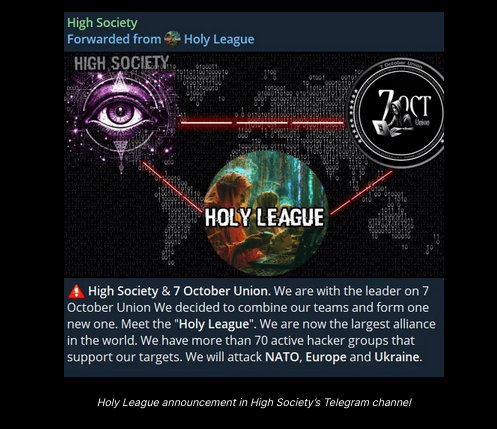 High Society
Forwarded from Holy League
HIGH SOCIETY
7 October Union
7 OCT
Union
HOLY LEAGUE
High Society & 7 October Union. We are with the leader on 7
October Union We decided to combine our teams and form one
new one. Meet the "Holy League". We are now the largest alliance
in the world. We have more than 70 active hacker groups that
support our targets. We will attack NATO, Europe and Ukraine.
Holy League announcement in High Society's Telegram channel